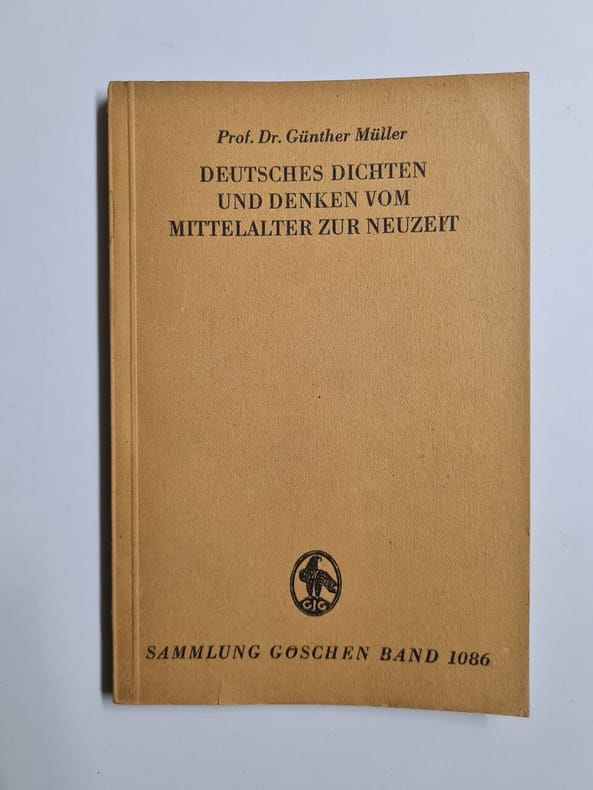 Prof. Dr. Günther Müller
DEUTSCHES DICHTEN
UND DENKEN VOM
MITTELALTER ZUR NEUZEIT
GJG
SAMMLUNG GÖSCHEN BAND 1086